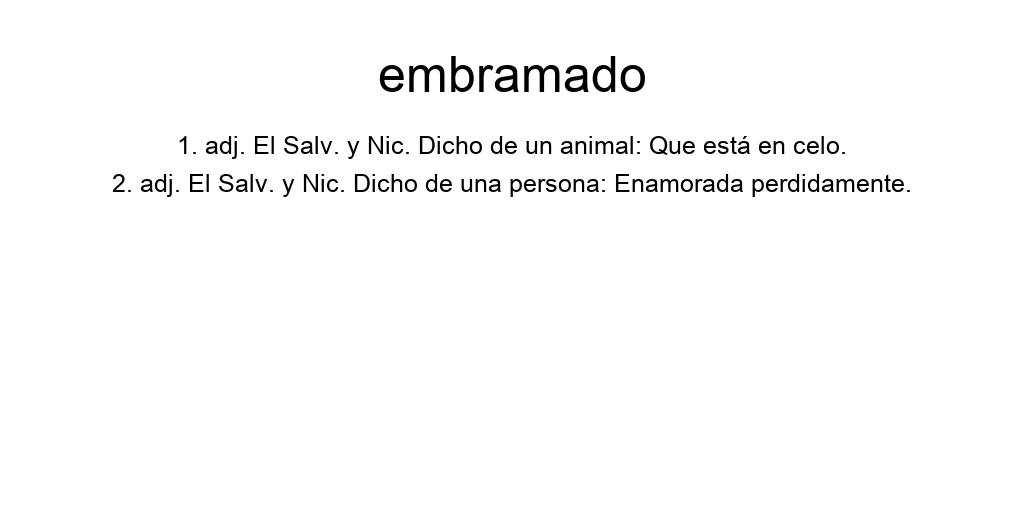 embramado
1. adj. El Salv. y Nic. Dicho de un animal: Que está en celo.
2. adj. El Salv. y Nic. Dicho de una persona: Enamorada perdidamente.